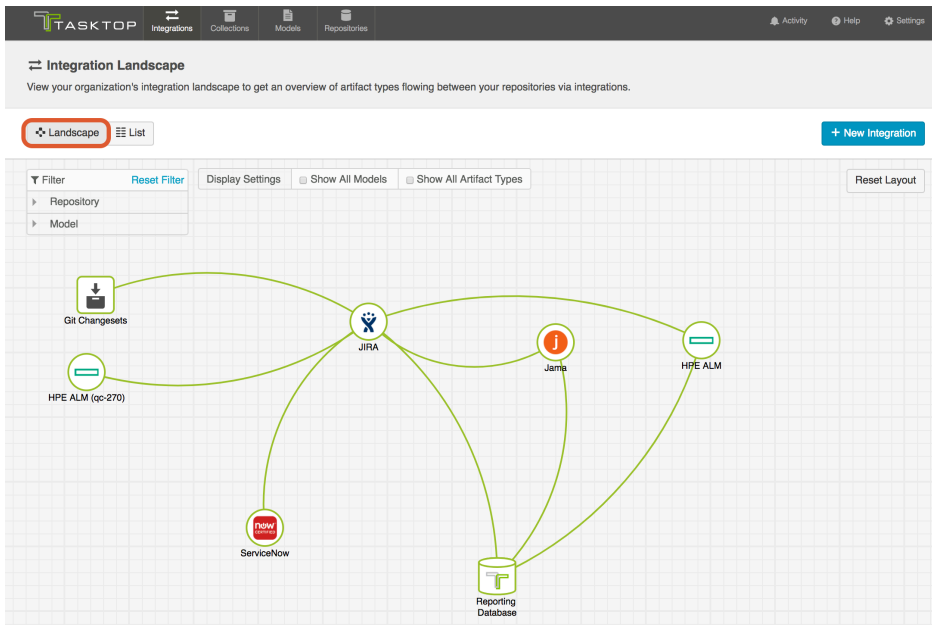 TASKTOP
Integrations
Collections
Models
Repositories
Activity
Help
Settings
Integration Landscape
View your organization's integration landscape to get an overview of artifact types flowing between your repositories via integrations.
Landscape
List
+ New Integration
Filter
Reset Filter
Display Settings
Show All Models
Show All Artifact Types
Reset Layout
Repository
Model
Git Changesets
JIRA
j
Jama
HPE ALM
HPE ALM (qc-270)
now
CERTIFIED
ServiceNow
Reporting
Database